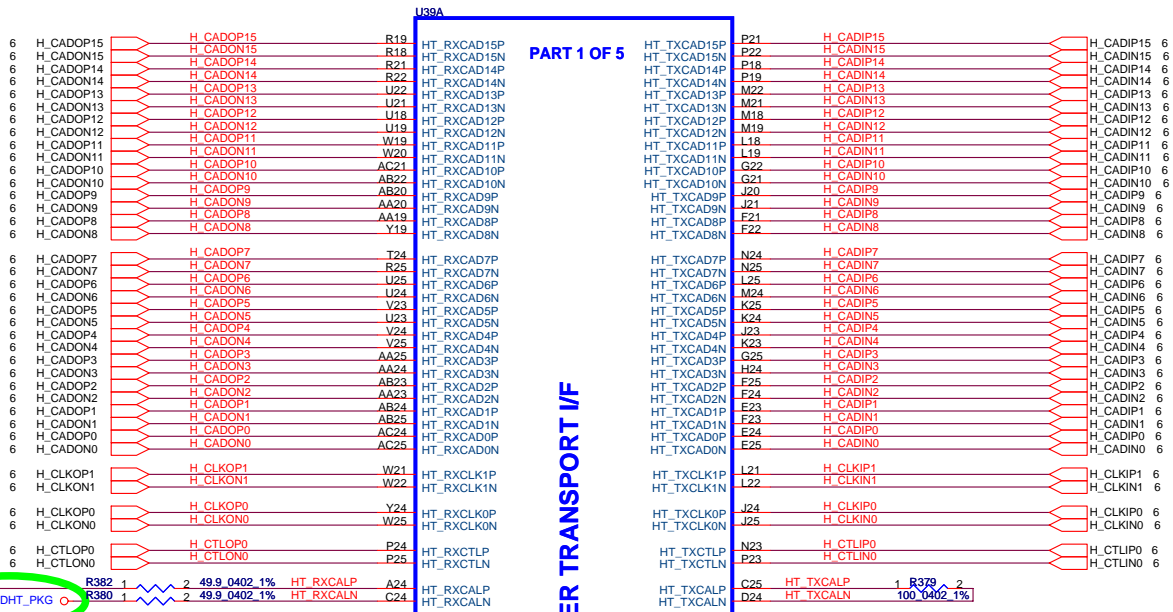 U39A
PART 1 OF 5
6 H_CADOP15 H_CADOP15 R19 HT_RXCAD15P HT_TXCAD15P P21 H_CADIP15 H_CADIP15 6
6 H_CADON15 H_CADON15 R18 HT_RXCAD15N HT_TXCAD15N P22 H_CADIN15 H_CADIN15 6
6 H_CADOP14 H_CADOP14 R21 HT_RXCAD14P HT_TXCAD14P P18 H_CADIP14 H_CADIP14 6
6 H_CADON14 H_CADON14 R22 HT_RXCAD14N HT_TXCAD14N P19 H_CADIN14 H_CADIN14 6
6 H_CADOP13 H_CADOP13 U22 HT_RXCAD13P HT_TXCAD13P M22 H_CADIP13 H_CADIP13 6
6 H_CADON13 H_CADON13 U21 HT_RXCAD13N HT_TXCAD13N M21 H_CADIN13 H_CADIN13 6
6 H_CADOP12 H_CADOP12 U18 HT_RXCAD12P HT_TXCAD12P M18 H_CADIP12 H_CADIP12 6
6 H_CADON12 H_CADON12 U19 HT_RXCAD12N HT_TXCAD12N M19 H_CADIN12 H_CADIN12 6
6 H_CADOP11 H_CADOP11 W19 HT_RXCAD11P HT_TXCAD11P L18 H_CADIP11 H_CADIP11 6
6 H_CADON11 H_CADON11 W20 HT_RXCAD11N HT_TXCAD11N L19 H_CADIN11 H_CADIN11 6
6 H_CADOP10 H_CADOP10 AC21 HT_RXCAD10P HT_TXCAD10P G22 H_CADIP10 H_CADIP10 6
6 H_CADON10 H_CADON10 AB22 HT_RXCAD10N HT_TXCAD10N G21 H_CADIN10 H_CADIN10 6
6 H_CADOP9 H_CADOP9 AB20 HT_RXCAD9P HT_TXCAD9P J20 H_CADIP9 H_CADIP9 6
6 H_CADON9 H_CADON9 AA20 HT_RXCAD9N HT_TXCAD9N J21 H_CADIN9 H_CADIN9 6
6 H_CADOP8 H_CADOP8 AA19 HT_RXCAD8P HT_TXCAD8P F21 H_CADIP8 H_CADIP8 6
6 H_CADON8 H_CADON8 Y19 HT_RXCAD8N HT_TXCAD8N F22 H_CADIN8 H_CADIN8 6
6 H_CADOP7 H_CADOP7 T24 HT_RXCAD7P HT_TXCAD7P N24 H_CADIP7 H_CADIP7 6
6 H_CADON7 H_CADON7 R25 HT_RXCAD7N HT_TXCAD7N N25 H_CADIN7 H_CADIN7 6
6 H_CADOP6 H_CADOP6 U25 HT_RXCAD6P HT_TXCAD6P L25 H_CADIP6 H_CADIP6 6
6 H_CADON6 H_CADON6 U24 HT_RXCAD6N HT_TXCAD6N M24 H_CADIN6 H_CADIN6 6
6 H_CADOP5 H_CADOP5 V23 HT_RXCAD5P HT_TXCAD5P K25 H_CADIP5 H_CADIP5 6
6 H_CADON5 H_CADON5 U23 HT_RXCAD5N HT_TXCAD5N K24 H_CADIN5 H_CADIN5 6
6 H_CADOP4 H_CADOP4 V24 HT_RXCAD4P HT_TXCAD4P J23 H_CADIP4 H_CADIP4 6
6 H_CADON4 H_CADON4 V25 HT_RXCAD4N HT_TXCAD4N K23 H_CADIN4 H_CADIN4 6
6 H_CADOP3 H_CADOP3 AA25 HT_RXCAD3P HT_TXCAD3P G25 H_CADIP3 H_CADIP3 6
6 H_CADON3 H_CADON3 AA24 HT_RXCAD3N HT_TXCAD3N H24 H_CADIN3 H_CADIN3 6
6 H_CADOP2 H_CADOP2 AB23 HT_RXCAD2P HT_TXCAD2P F25 H_CADIP2 H_CADIP2 6
6 H_CADON2 H_CADON2 AA23 HT_RXCAD2N HT_TXCAD2N F24 H_CADIN2 H_CADIN2 6
6 H_CADOP1 H_CADOP1 AB24 HT_RXCAD1P HT_TXCAD1P E23 H_CADIP1 H_CADIP1 6
6 H_CADON1 H_CADON1 AB25 HT_RXCAD1N HT_TXCAD1N F23 H_CADIN1 H_CADIN1 6
6 H_CADOP0 H_CADOP0 AC24 HT_RXCAD0P HT_TXCAD0P E24 H_CADIP0 H_CADIP0 6
6 H_CADON0 H_CADON0 AC25 HT_RXCAD0N HT_TXCAD0N E25 H_CADIN0 H_CADIN0 6
6 H_CLKOP1 H_CLKOP1 W21 HT_RXCLK1P HT_TXCLK1P L21 H_CLKIP1 H_CLKIP1 6
6 H_CLKON1 H_CLKON1 W22 HT_RXCLK1N HT_TXCLK1N L22 H_CLKIN1 H_CLKIN1 6
6 H_CLKOP0 H_CLKOP0 Y24 HT_RXCLK0P HT_TXCLK0P J24 H_CLKIP0 H_CLKIP0 6
6 H_CLKON0 H_CLKON0 W25 HT_RXCLK0N HT_TXCLK0N J25 H_CLKIN0 H_CLKIN0 6
6 H_CTLOP0 H_CTLOP0 P24 HT_RXCTLP HT_TXCTLP N23 H_CTLIP0 H_CTLIP0 6
6 H_CTLON0 H_CTLON0 P25 HT_RXCTLN HT_TXCTLN P23 H_CTLIN0 H_CTLIN0 6
R382 1 2 49.9_0402_1% HT_RXCALP A24 HT_RXCALP HT_TXCALP C25 HT_TXCALP 1 R379 2
DHT_PKG R380 1 2 49.9_0402_1% HT_RXCALN C24 HT_RXCALN HT_TXCALN D24 HT_TXCALN 100_0402_1%
ER TRANSPORT I/F